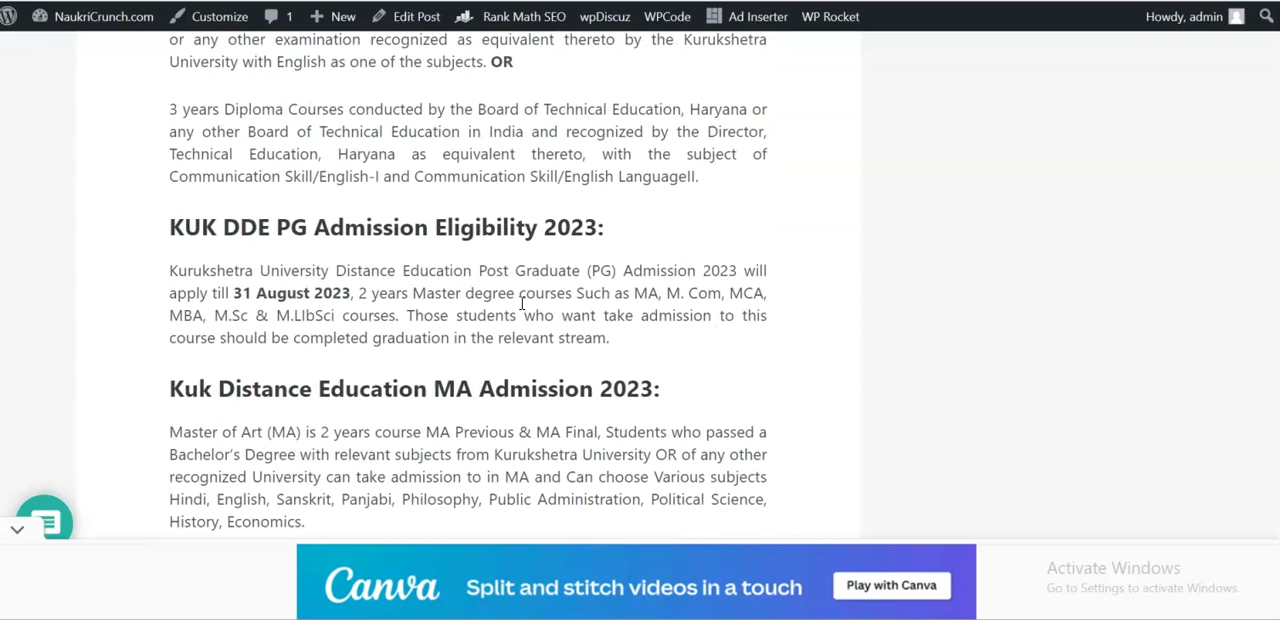 NaukriCrunch.com Customize 1 New Edit Post Rank Math SEO wpDiscuz WPCode Ad Inserter WP Rocket Howdy, admin
or any other examination recognized as equivalent thereto by the Kurukshetra
University with English as one of the subjects. OR
3 years Diploma Courses conducted by the Board of Technical Education, Haryana or
any other Board of Technical Education in India and recognized by the Director,
Technical Education, Haryana as equivalent thereto, with the subject of
Communication Skill/English-I and Communication Skill/English LanguageII.
KUK DDE PG Admission Eligibility 2023:
Kurukshetra University Distance Education Post Graduate (PG) Admission 2023 will
apply till 31 August 2023, 2 years Master degree courses Such as MA, M. Com, MCA,
MBA, M.Sc & M.LIbSci courses. Those students who want take admission to this
course should be completed graduation in the relevant stream.
Kuk Distance Education MA Admission 2023:
Master of Art (MA) is 2 years course MA Previous & MA Final, Students who passed a
Bachelor's Degree with relevant subjects from Kurukshetra University OR of any other
recognized University can take admission to in MA and Can choose Various subjects
Hindi, English, Sanskrit, Panjabi, Philosophy, Public Administration, Political Science,
History, Economics.
Canva Split and stitch videos in a touch Play with Canva
Activate Windows
Go to Settings to activate Windows.